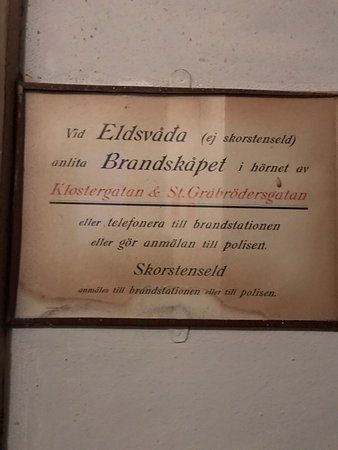 Vid Eldsvåda (ej skorstenseld)
anlita Brandskåpet i hörnet av
Klostergatan & St. Gråbrödersgatan
eller telefonera till brandstationen
eller gör anmälan till polisen.
Skorstenseld
anmäles till brandstationen eller till polisen.